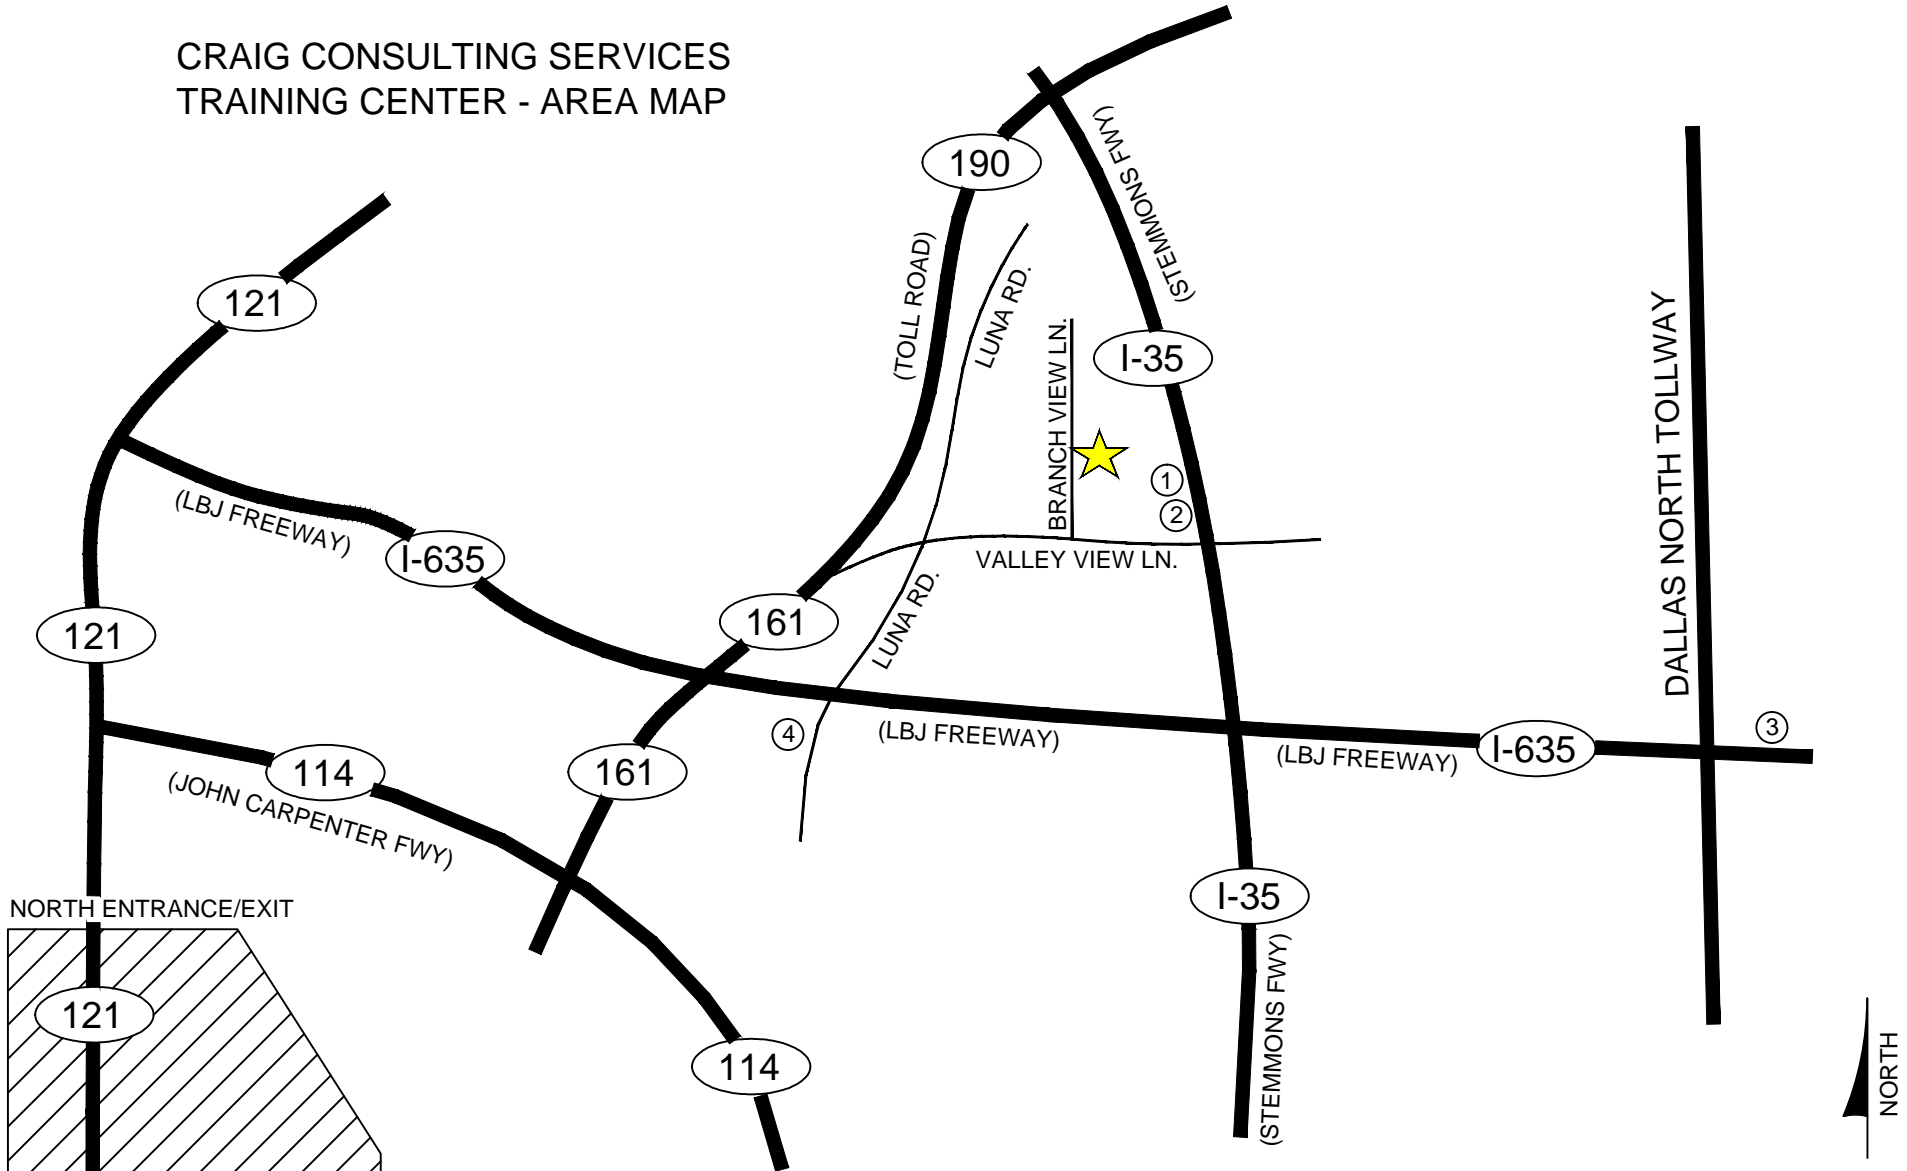 CRAIG CONSULTING SERVICES
TRAINING CENTER - AREA MAP
190
(STEMMONS FWY)
121
(TOLL ROAD)
LUNA RD.
BRANCH VIEW LN.
I-35
DALLAS NORTH TOLLWAY
1
2
(LBJ FREEWAY)
I-635
VALLEY VIEW LN.
121
161
LUNA RD.
4
(LBJ FREEWAY)
(LBJ FREEWAY)
I-635
3
114
(JOHN CARPENTER FWY)
161
NORTH ENTRANCE/EXIT
I-35
121
114
(STEMMONS FWY)
NORTH